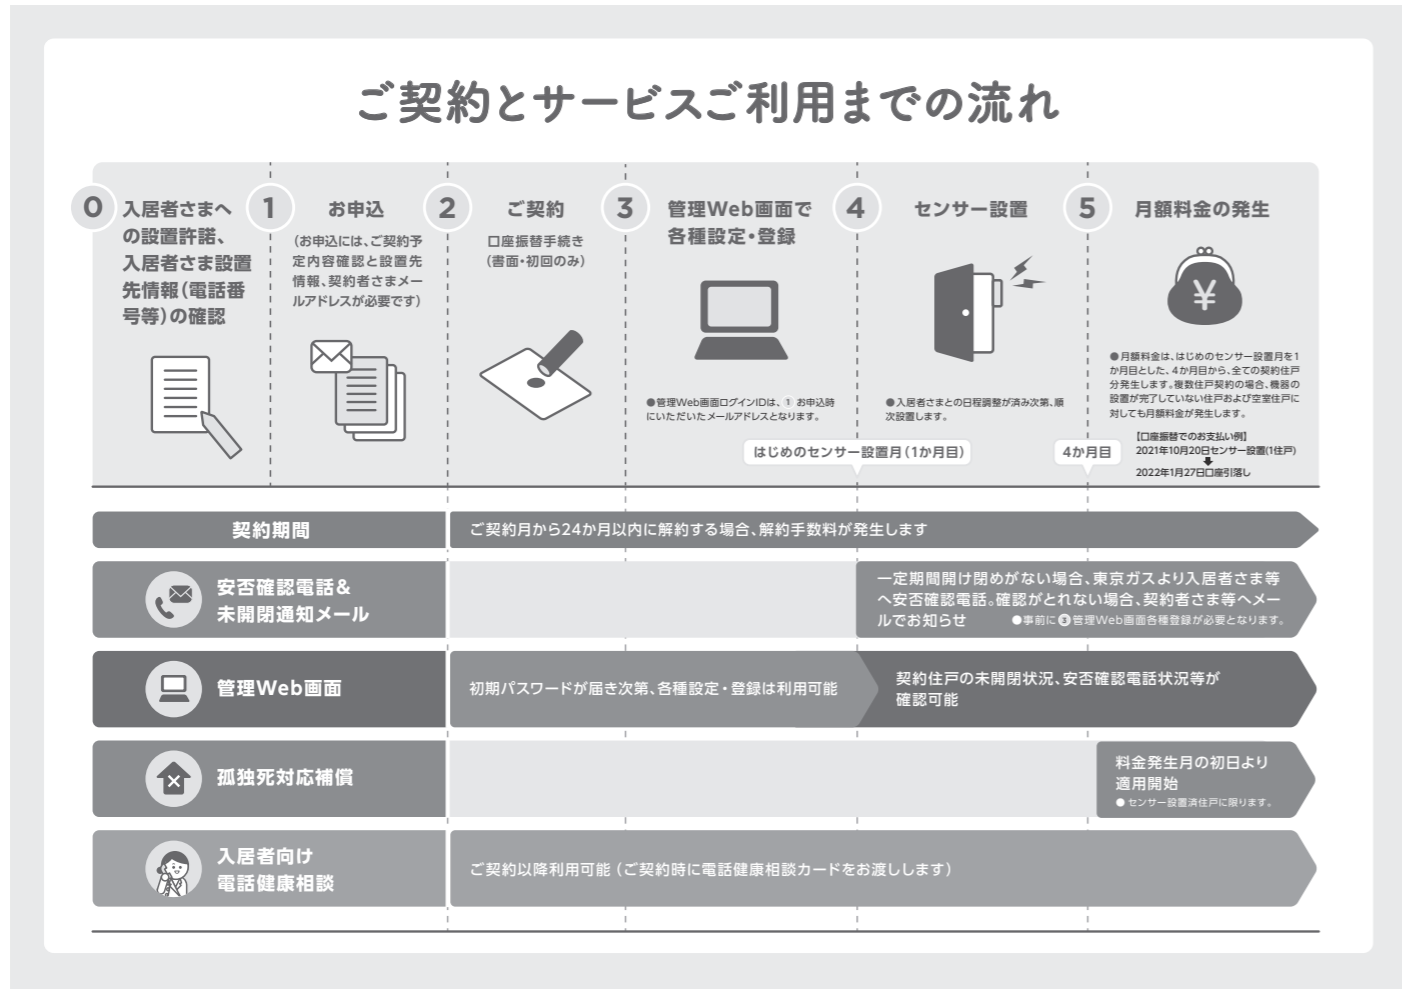 ご契約とサービスご利用までの流れ
0
入居者さまへ
の設置許諾、
入居者さま設置
先情報(電話番
号等)の確認
1
お申込
(お申込には、ご契約予
定内容確認と設置先
情報、契約者さまメー
ルアドレスが必要です)
2
ご契約
口座振替手続き
(書面・初回のみ)
3
管理Web画面で
各種設定・登録
●管理Web画面ログインIDは、① お申込時
にいただいたメールアドレスとなります。
4
センサー設置
●入居者さまとの日程調整が済み次第、順
次設置します。
5
月額料金の発生
¥
●月額料金は、はじめのセンサー設置月を1
か月目とした、4か月目から、全ての契約住戸
分発生します。複数住戸契約の場合、機器の
設置が完了していない住戸および空室住戸に
対しても月額料金が発生します。
【口座振替でのお支払い例】
2021年10月20日センサー設置(1住戸)
2022年1月27日口座引落し
はじめのセンサー設置月(1か月目)
4か月目
契約期間
ご契約月から24か月以内に解約する場合、解約手数料が発生します
安否確認電話&
未開閉通知メール
一定期間開け閉めがない場合、東京ガスより入居者さま等
へ安否確認電話。確認がとれない場合、契約者さま等へメー
ルでお知らせ ●事前に❸管理Web画面各種登録が必要となります。
管理Web画面
初期パスワードが届き次第、各種設定・登録は利用可能
契約住戸の未開閉状況、安否確認電話状況等が
確認可能
孤独死対応補償
料金発生月の初日より
適用開始
●センサー設置済住戸に限ります。
入居者向け
電話健康相談
ご契約以降利用可能(ご契約時に電話健康相談カードをお渡しします)